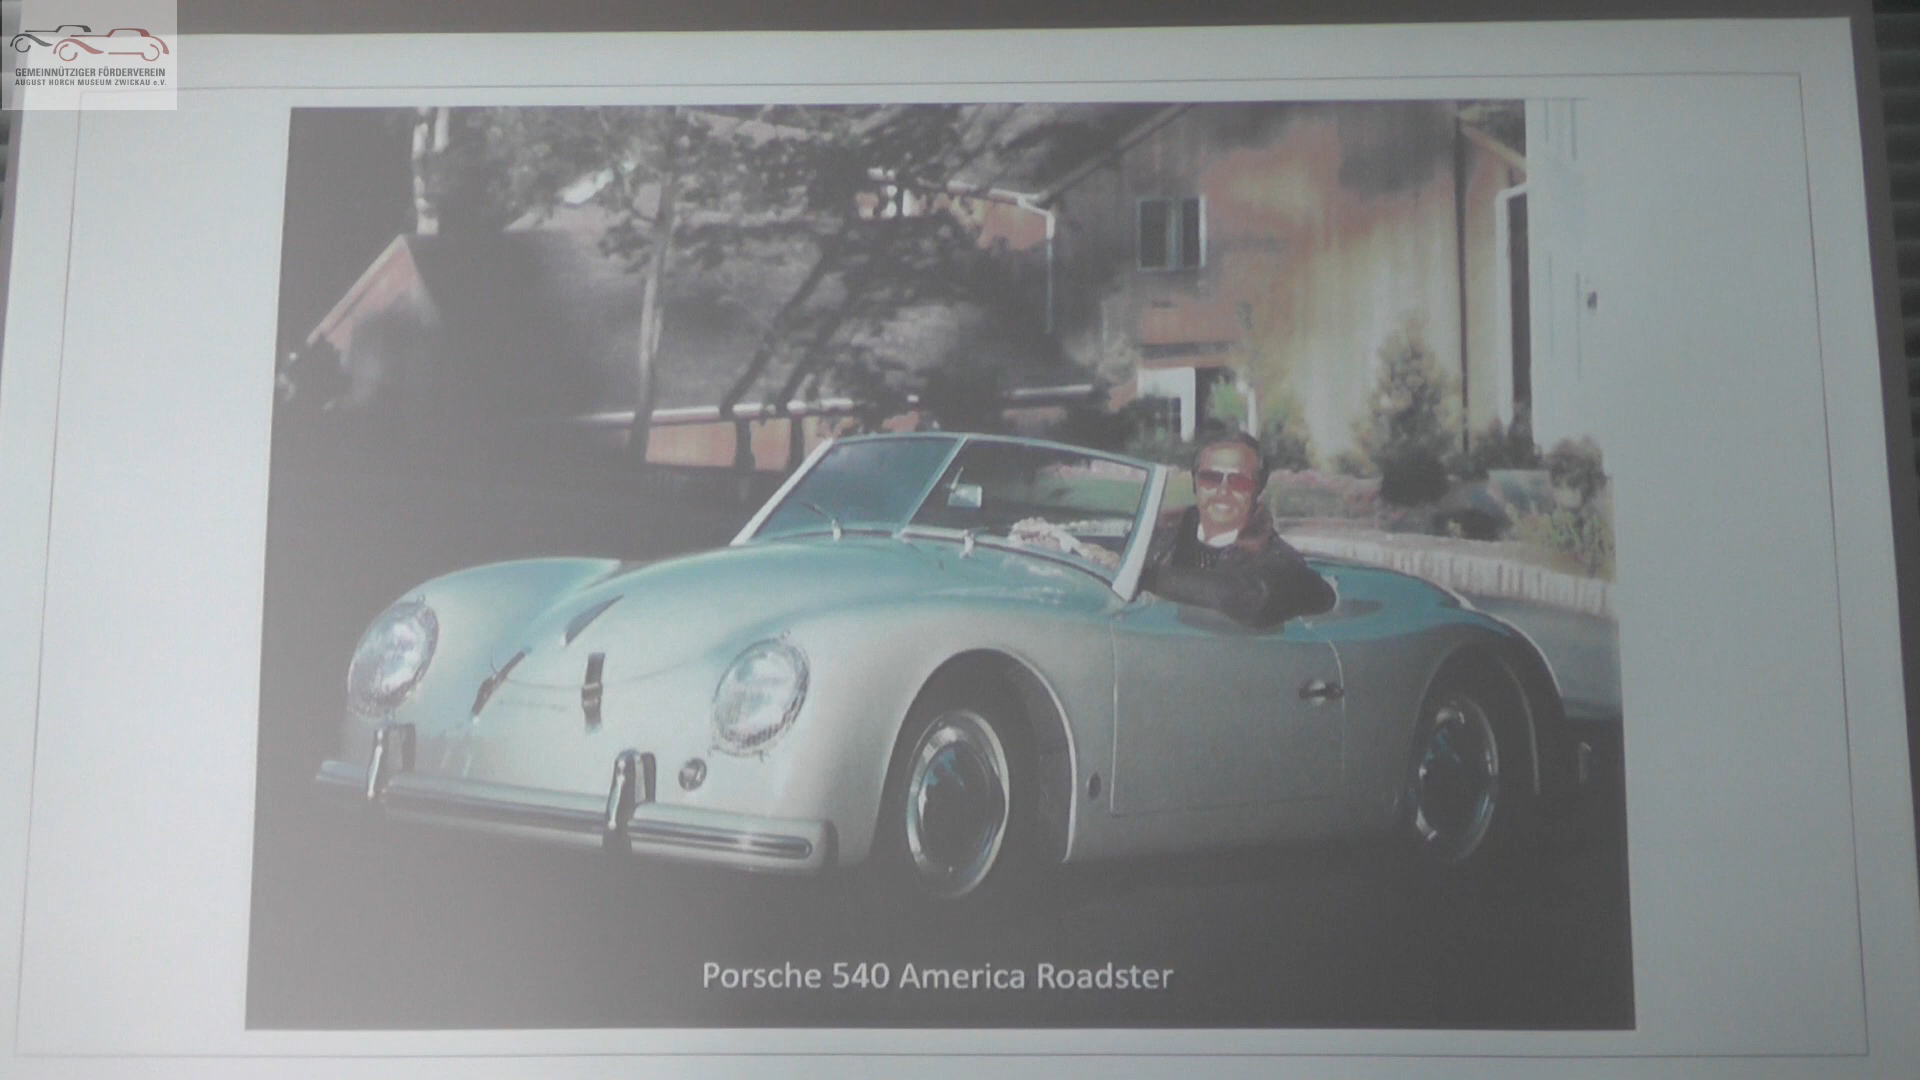 GEMEINNÜTZIGER FÖRDERVEREIN
AUGUST HORCH MUSEUM ZWICKAU e.V.
Porsche 540 America Roadster